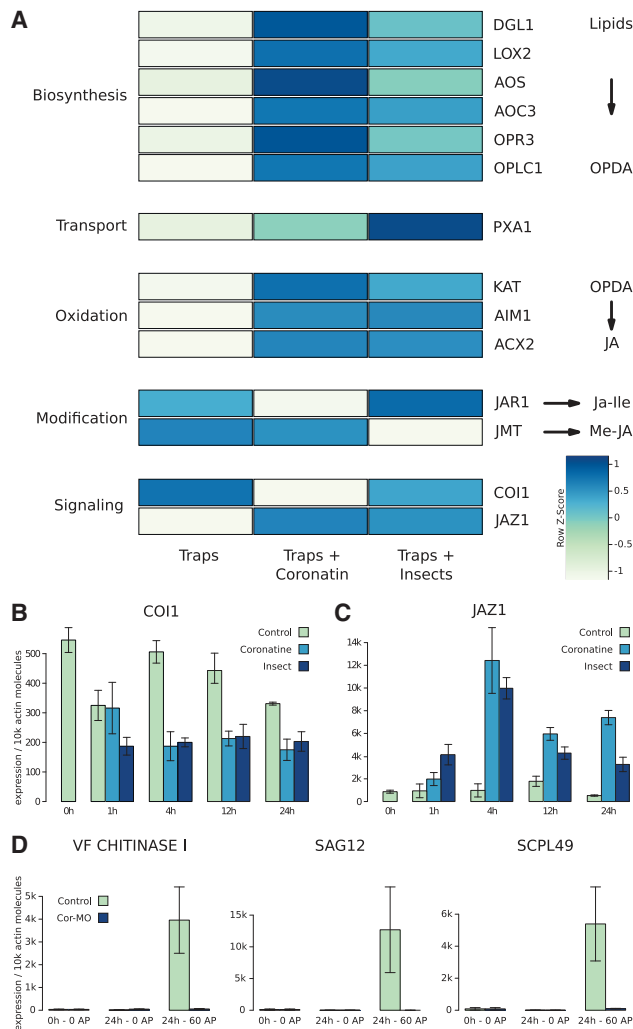 A
Biosynthesis
DGL1 Lipids
LOX2
AOS
AOC3
OPR3
OPLC1 OPDA
Transport PXA1
Oxidation
KAT OPDA
AIM1
ACX2 JA
Modification
JAR1 Ja-Ile
JMT Me-JA
Signaling
COI1
JAZ1
Traps Traps + Coronatin Traps + Insects
Row Z-Score
1
0.5
0
-0.5
-1
B COI1
expression / 10k actin molecules
500
400
300
200
100
0
Control
Coronatine
Insect
0h 1h 4h 12h 24h
C JAZ1
14k
12k
10k
8k
6k
4k
2k
0
Control
Coronatine
Insect
0h 1h 4h 12h 24h
D VF CHITINASE I SAG12 SCPL49
expression / 10k actin molecules
Control
Cor-MO
5k
4k
3k
2k
1k
0
0h - 0 AP 24h - 0 AP 24h - 60 AP
15k
10k
5k
0
0h - 0 AP 24h - 0 AP 24h - 60 AP
6k
4k
2k
0
0h - 0 AP 24h - 0 AP 24h - 60 AP